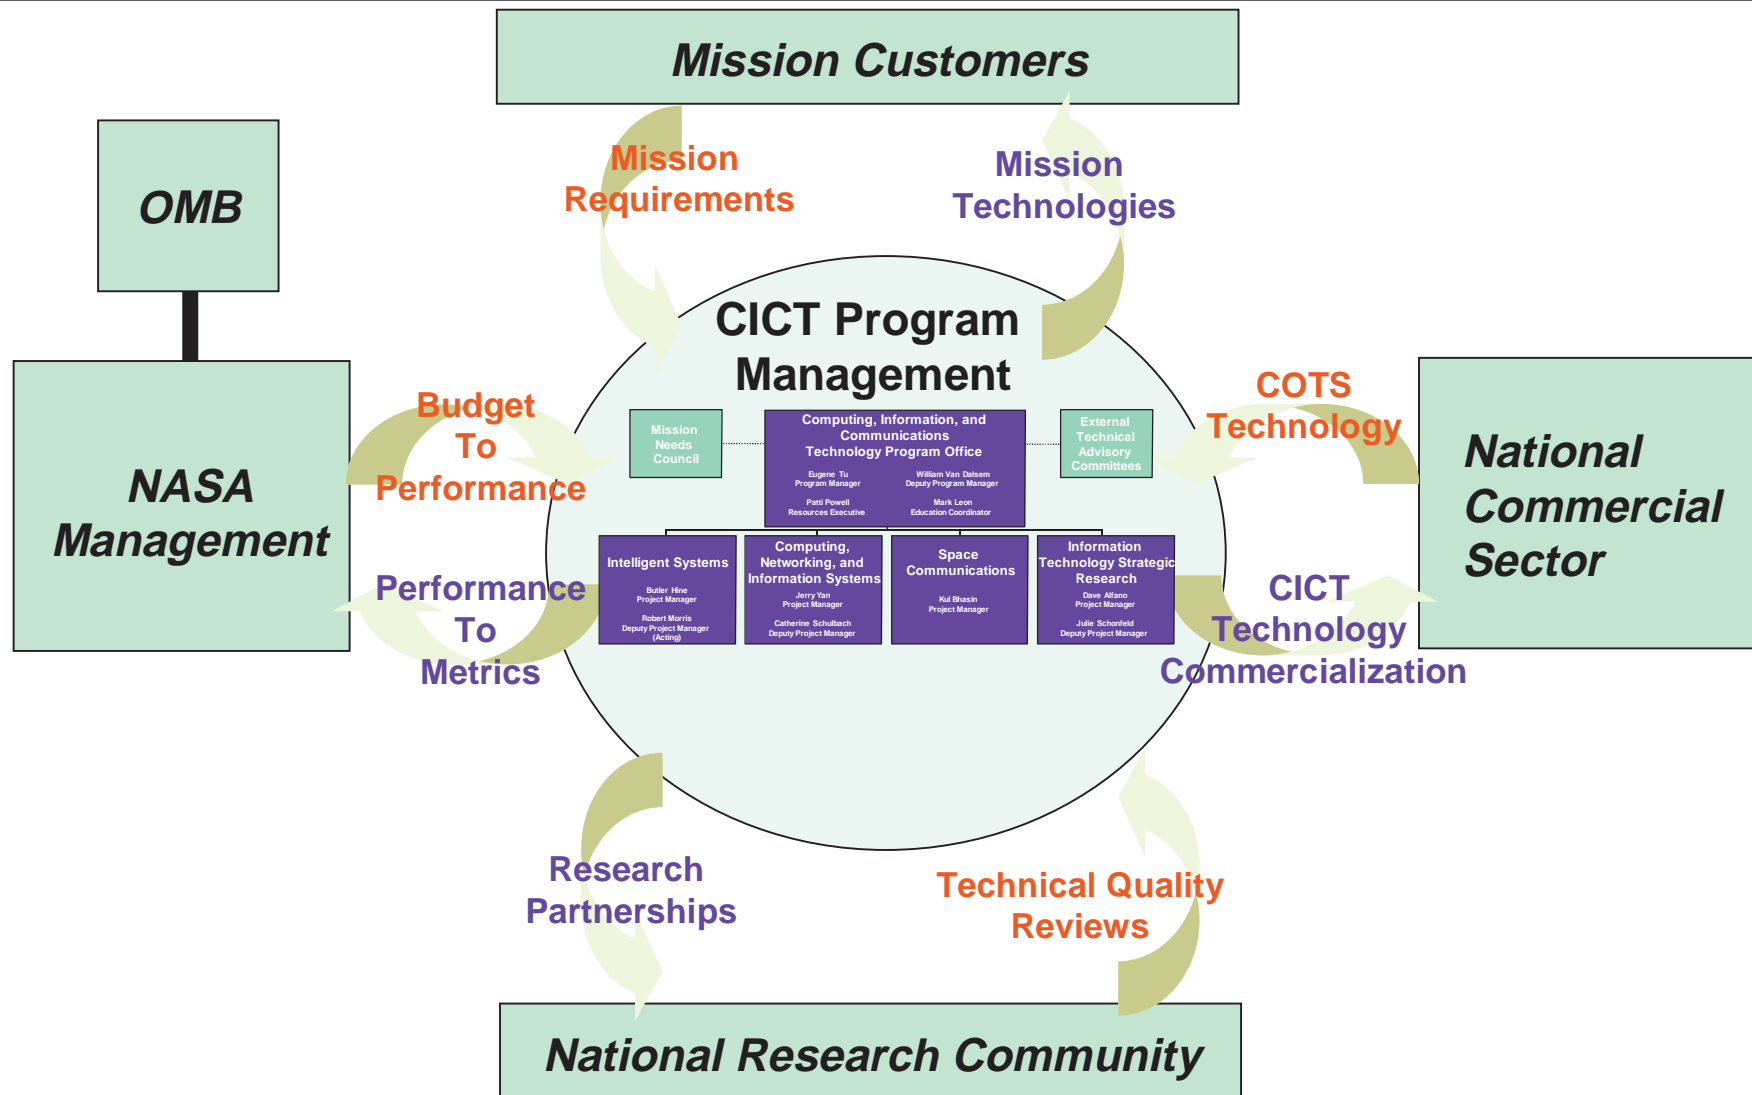 Mission Customers
OMB
Mission
Requirements
Mission
Technologies
CICT Program
Management
NASA
Management
Budget
To
Performance
Performance
To
Metrics
Mission
Needs
Council
Computing, Information, and
Communications
Technology Program Office
Eugene Tu
Program Manager
William Van Dalsem
Deputy Program Manager
Patti Powell
Resources Executive
Mark Leon
Education Coordinator
External
Technical
Advisory
Committees
Intelligent Systems
Butler Hine
Project Manager
Robert Morris
Deputy Project Manager
(Acting)
Computing,
Networking, and
Information Systems
Jerry Yan
Project Manager
Catherine Schulbach
Deputy Project Manager
Space
Communications
Kul Bhasin
Project Manager
Information
Technology Strategic
Research
Dave Alfano
Project Manager
Julie Schonfeld
Deputy Project Manager
COTS
Technology
CICT
Technology
Commercialization
National
Commercial
Sector
Research
Partnerships
Technical Quality
Reviews
National Research Community